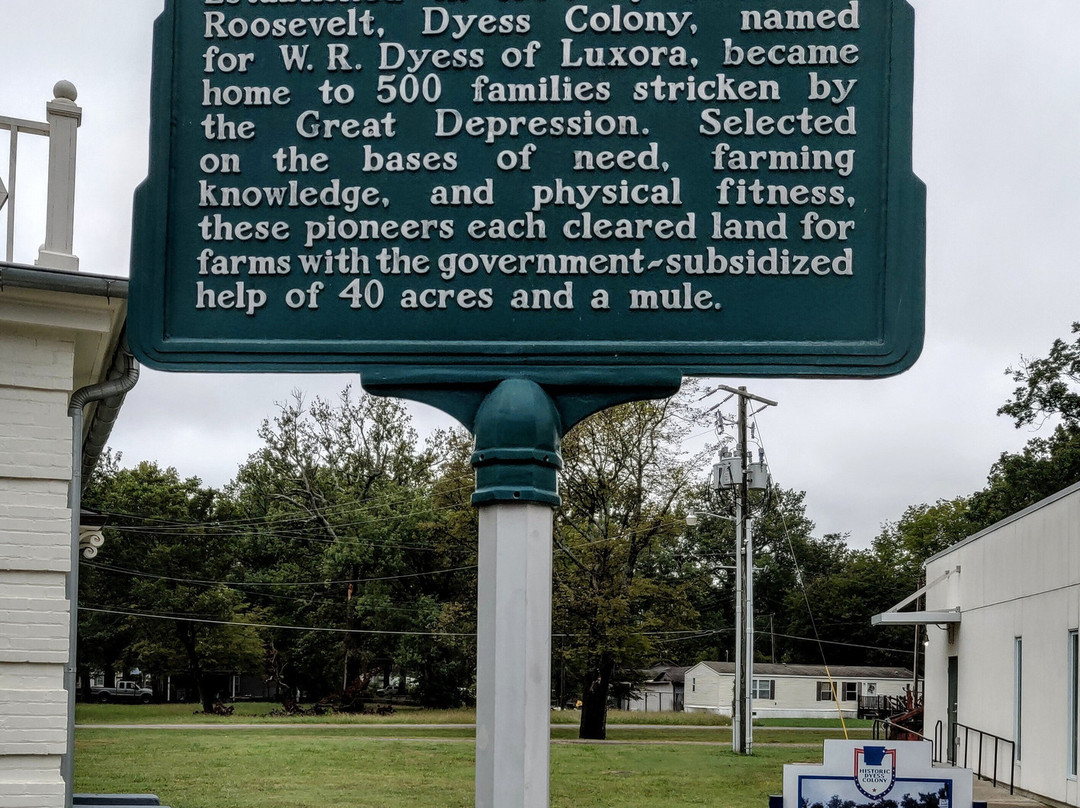 Roosevelt, Dyess Colony, named
for W. R. Dyess of Luxora, became
home to 500 families stricken by
the Great Depression. Selected
on the bases of need, farming
knowledge, and physical fitness,
these pioneers each cleared land for
farms with the government-subsidized
help of 40 acres and a mule.
HISTORIC
DYESS
COLONY